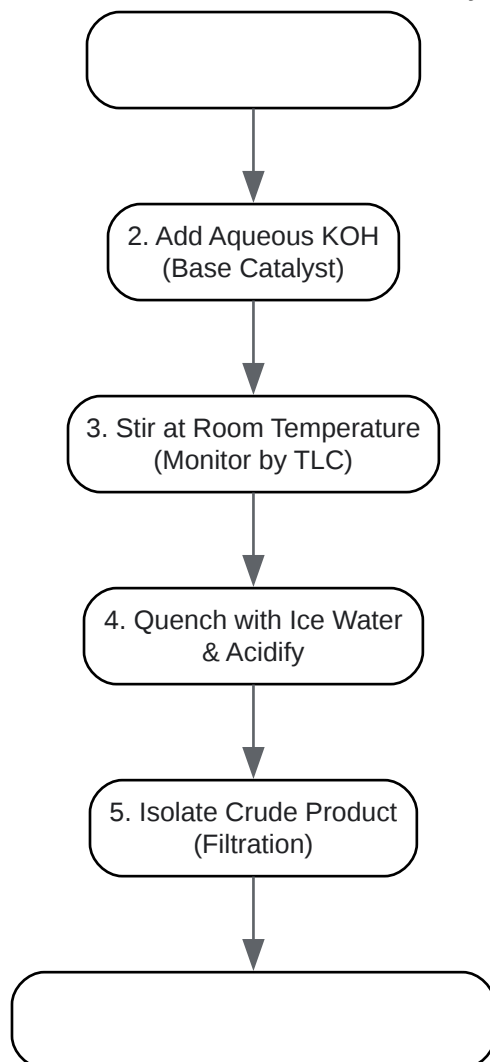 2. Add Aqueous KOH
(Base Catalyst)
3. Stir at Room Temperature
(Monitor by TLC)
4. Quench with Ice Water
& Acidify
5. Isolate Crude Product
(Filtration)